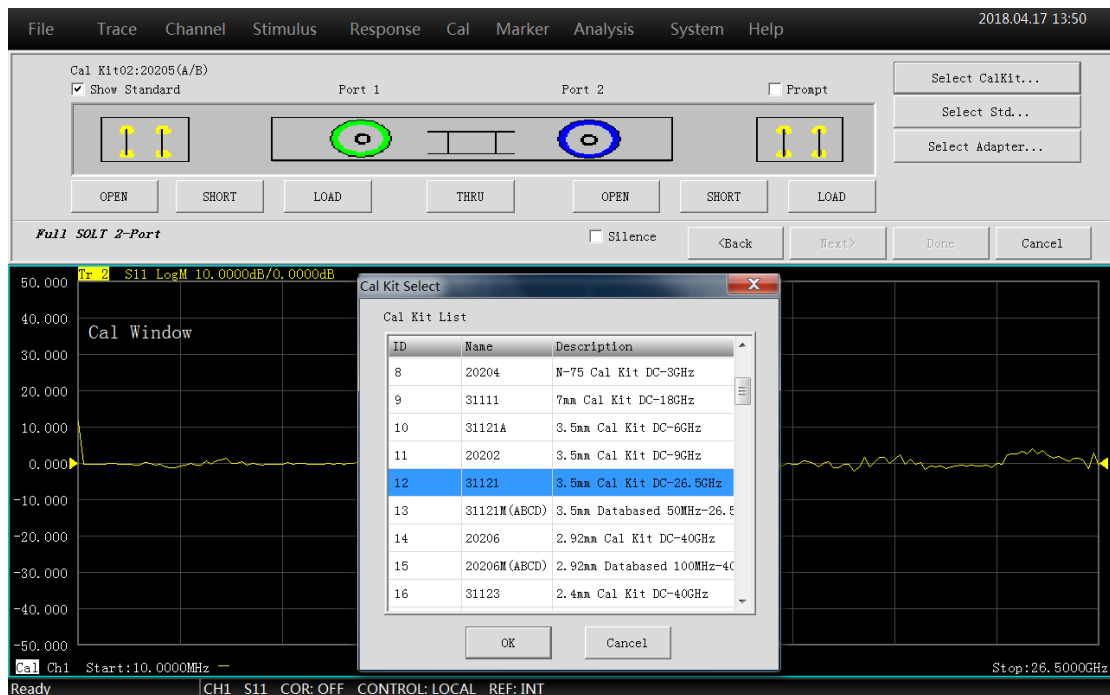 2018.04.17 13:50
File Trace Channel Stimulus Response Cal Marker Analysis System Help
Cal Kit02:20205(A/B)
Show Standard Port 1 Port 2 Prompt
Select CalKit...
Select Std...
Select Adapter...
OPEN SHORT LOAD THRU OPEN SHORT LOAD
Full SOLT 2-Port Silence <Back Next> Done Cancel
Tr 2 S11 LogM 10.0000dB/0.0000dB
50.000
40.000
30.000
20.000
10.000
0.000
-10.000
-20.000
-30.000
-40.000
-50.000
Cal Window
Cal Kit Select
Cal Kit List
ID Name Description
8 20204 N-75 Cal Kit DC-3GHz
9 31111 7mm Cal Kit DC-18GHz
10 31121A 3.5mm Cal Kit DC-6GHz
11 20202 3.5mm Cal Kit DC-9GHz
12 31121 3.5mm Cal Kit DC-26.5GHz
13 31121M(ABCD) 3.5mm Databased 50MHz-26.5
14 20206 2.92mm Cal Kit DC-40GHz
15 20206M(ABCD) 2.92mm Databased 100MHz-4
16 31123 2.4mm Cal Kit DC-40GHz
OK Cancel
Cal Ch1 Start:10.0000MHz — Stop:26.5000GHz
Ready CH1 S11 COR: OFF CONTROL: LOCAL REF: INT